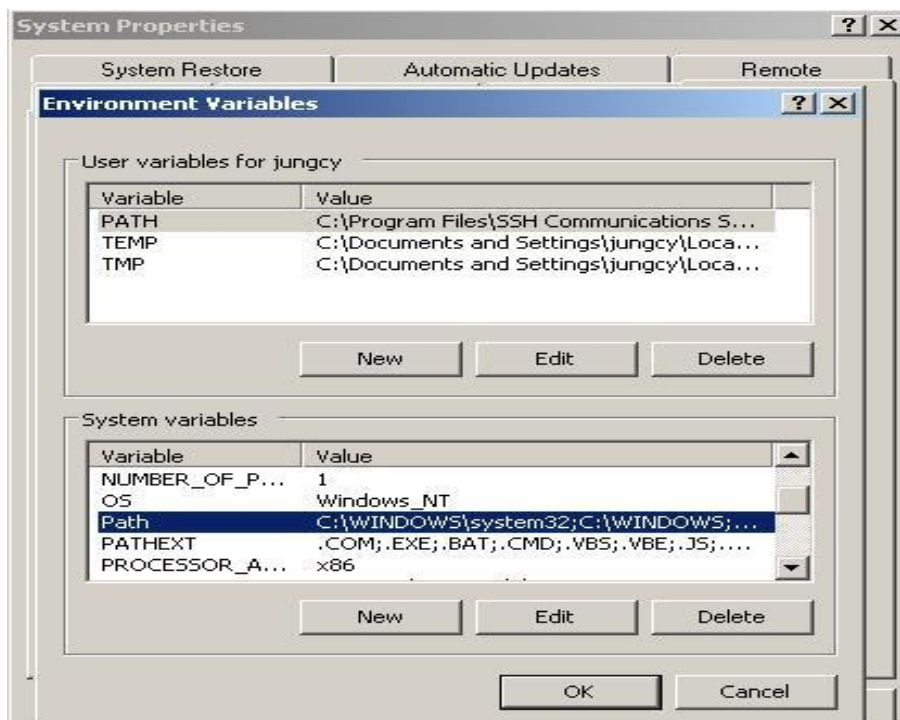 System Properties
System Restore Automatic Updates Remote
Environment Variables
User variables for jungcy
Variable Value
PATH C:\Program Files\SSH Communications S...
TEMP C:\Documents and Settings\jungcy\Loca...
TMP C:\Documents and Settings\jungcy\Loca...
New Edit Delete
System variables
Variable Value
NUMBER_OF_P... 1
OS Windows_NT
Path C:\WINDOWS\system32;C:\WINDOWS;...
PATHEXT .COM;.EXE;.BAT;.CMD;.VBS;.VBE;.JS;....
PROCESSOR_A... x86
New Edit Delete
OK Cancel